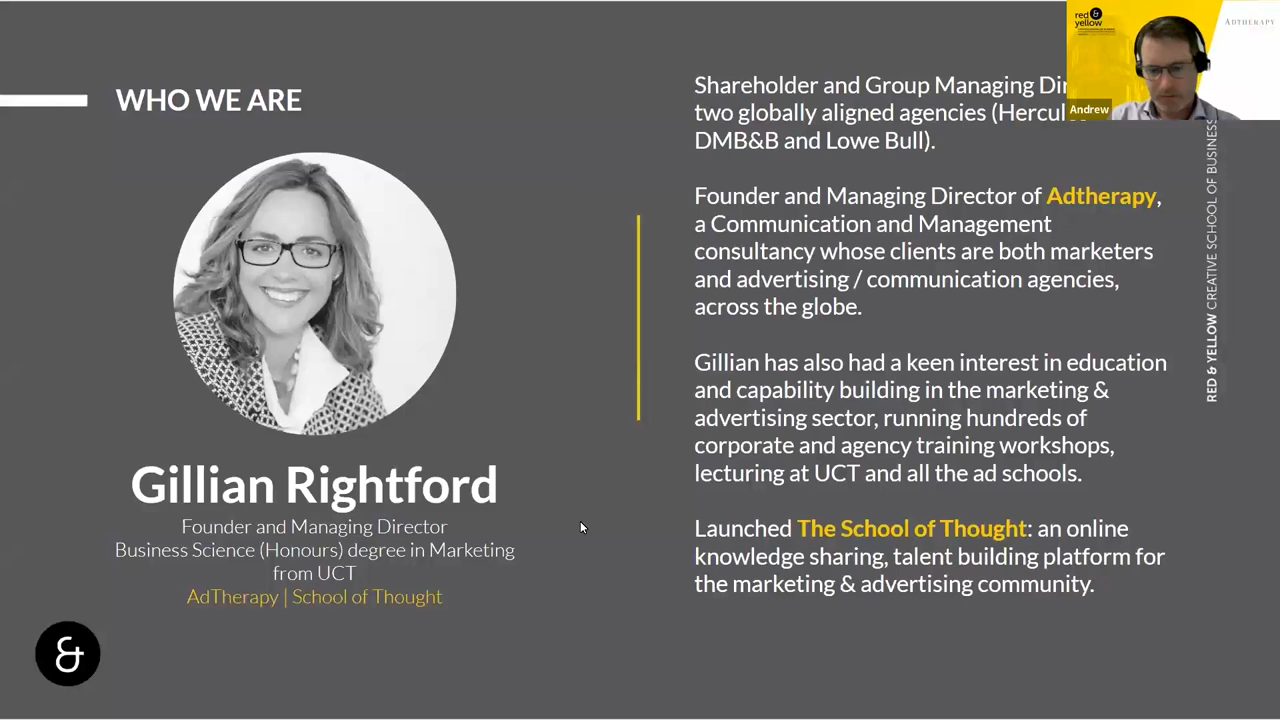 WHO WE ARE
Gillian Rightford
Founder and Managing Director
Business Science (Honours) degree in Marketing
from UCT
AdTherapy | School of Thought
&
Shareholder and Group Managing
two globally aligned agencies
DMB&B and Lowe Bull).
Founder and Managing Director of Adtherapy,
a Communication and Management
consultancy whose clients are both marketers
and advertising / communication agencies,
across the globe.
Gillian has also had a keen interest in education
and capability building in the marketing &
advertising sector, running hundreds of
corporate and agency training workshops,
lecturing at UCT and all the ad schools.
Launched The School of Thought: an online
knowledge sharing, talent building platform for
the marketing & advertising community.
red &
yellow
Andrew
ADTHERAPY
RED & YELLOW CREATIVE SCHOOL OF BUSINESS